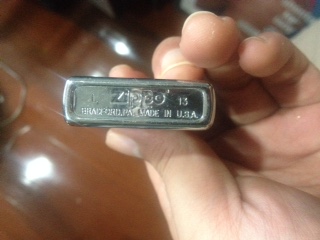 ZIPPO 13
BRADFORD, PA. MADE IN U.S.A.